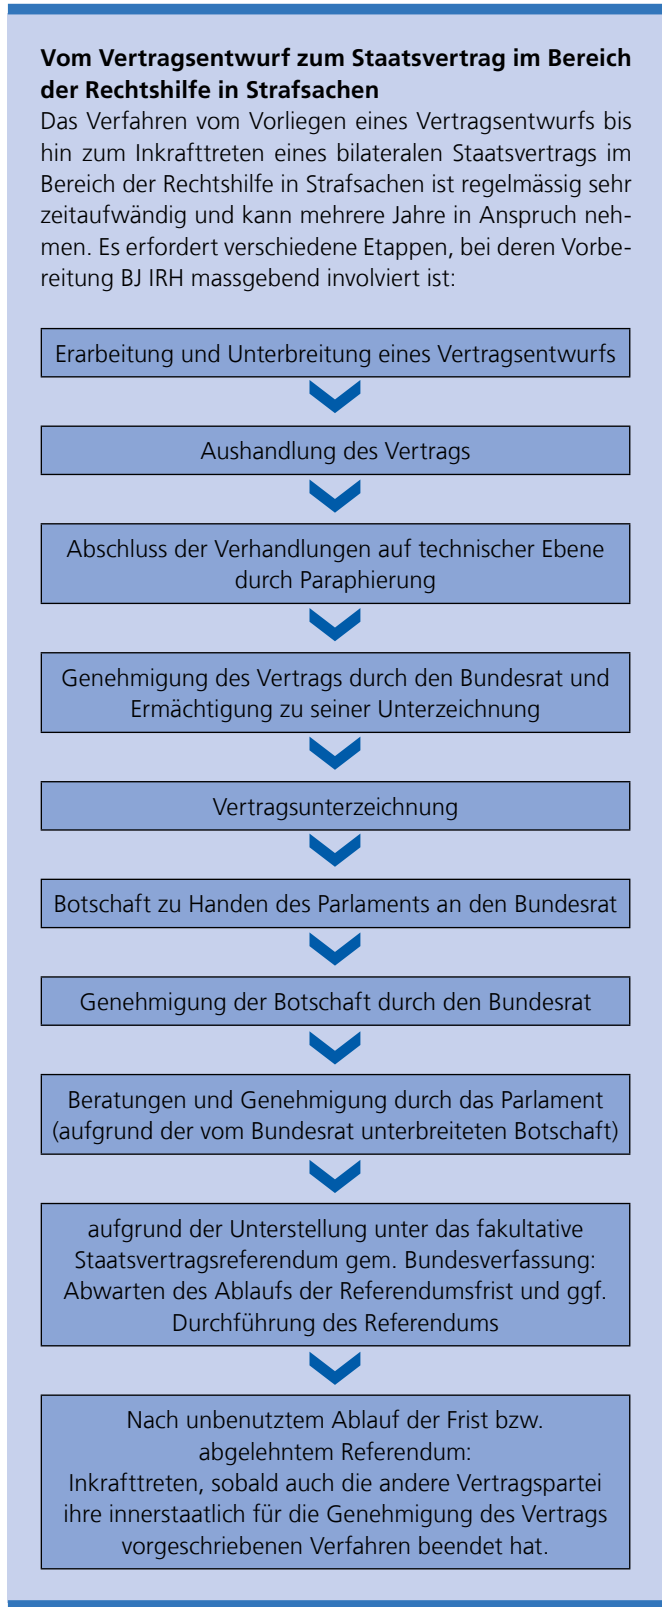 Vom Vertragsentwurf zum Staatsvertrag im Bereich
der Rechtshilfe in Strafsachen
Das Verfahren vom Vorliegen eines Vertragsentwurfs bis
hin zum Inkrafttreten eines bilateralen Staatsvertrags im
Bereich der Rechtshilfe in Strafsachen ist regelmässig sehr
zeitaufwändig und kann mehrere Jahre in Anspruch neh-
men. Es erfordert verschiedene Etappen, bei deren Vorbe-
reitung BJ IRH massgebend involviert ist:
Erarbeitung und Unterbreitung eines Vertragsentwurfs
Aushandlung des Vertrags
Abschluss der Verhandlungen auf technischer Ebene
durch Paraphierung
Genehmigung des Vertrags durch den Bundesrat und
Ermächtigung zu seiner Unterzeichnung
Vertragsunterzeichnung
Botschaft zu Handen des Parlaments an den Bundesrat
Genehmigung der Botschaft durch den Bundesrat
Beratungen und Genehmigung durch das Parlament
(aufgrund der vom Bundesrat unterbreiteten Botschaft)
aufgrund der Unterstellung unter das fakultative
Staatsvertragsreferendum gem. Bundesverfassung:
Abwarten des Ablaufs der Referendumsfrist und ggf.
Durchführung des Referendums
Nach unbenutztem Ablauf der Frist bzw.
abgelehntem Referendum:
Inkrafttreten, sobald auch die andere Vertragspartei
ihre innerstaatlich für die Genehmigung des Vertrags
vorgeschriebenen Verfahren beendet hat.